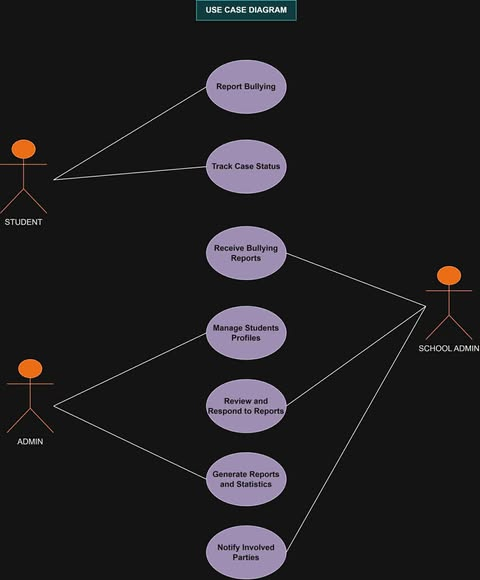 USE CASE DIAGRAM
Report Bullying
Track Case Status
STUDENT
Receive Bullying
Reports
Manage Students
Profiles
SCHOOL ADMIN
Review and
Respond to Reports
ADMIN
Generate Reports
and Statistics
Notify Involved
Parties